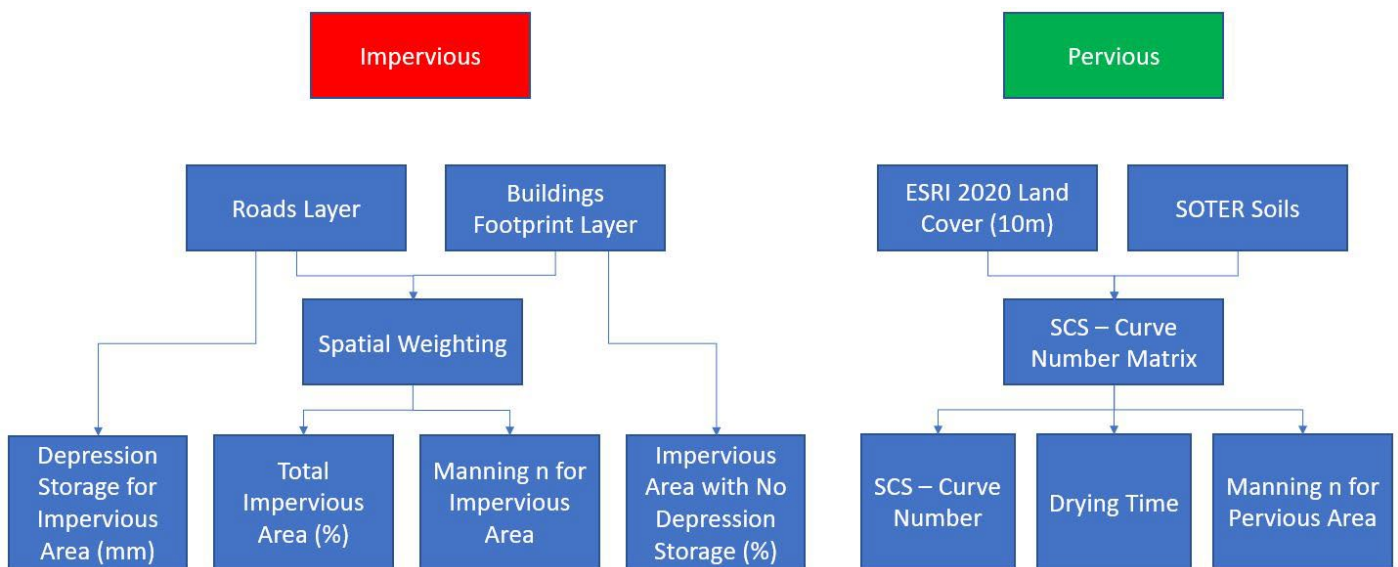 Impervious
Pervious
Roads Layer
Buildings
Footprint Layer
ESRI 2020 Land
Cover (10m)
SOTER Soils
Spatial Weighting
SCS – Curve
Number Matrix
Depression
Storage for
Impervious
Area (mm)
Total
Impervious
Area (%)
Manning n for
Impervious
Area
Impervious
Area with No
Depression
Storage (%)
SCS – Curve
Number
Drying Time
Manning n for
Pervious Area